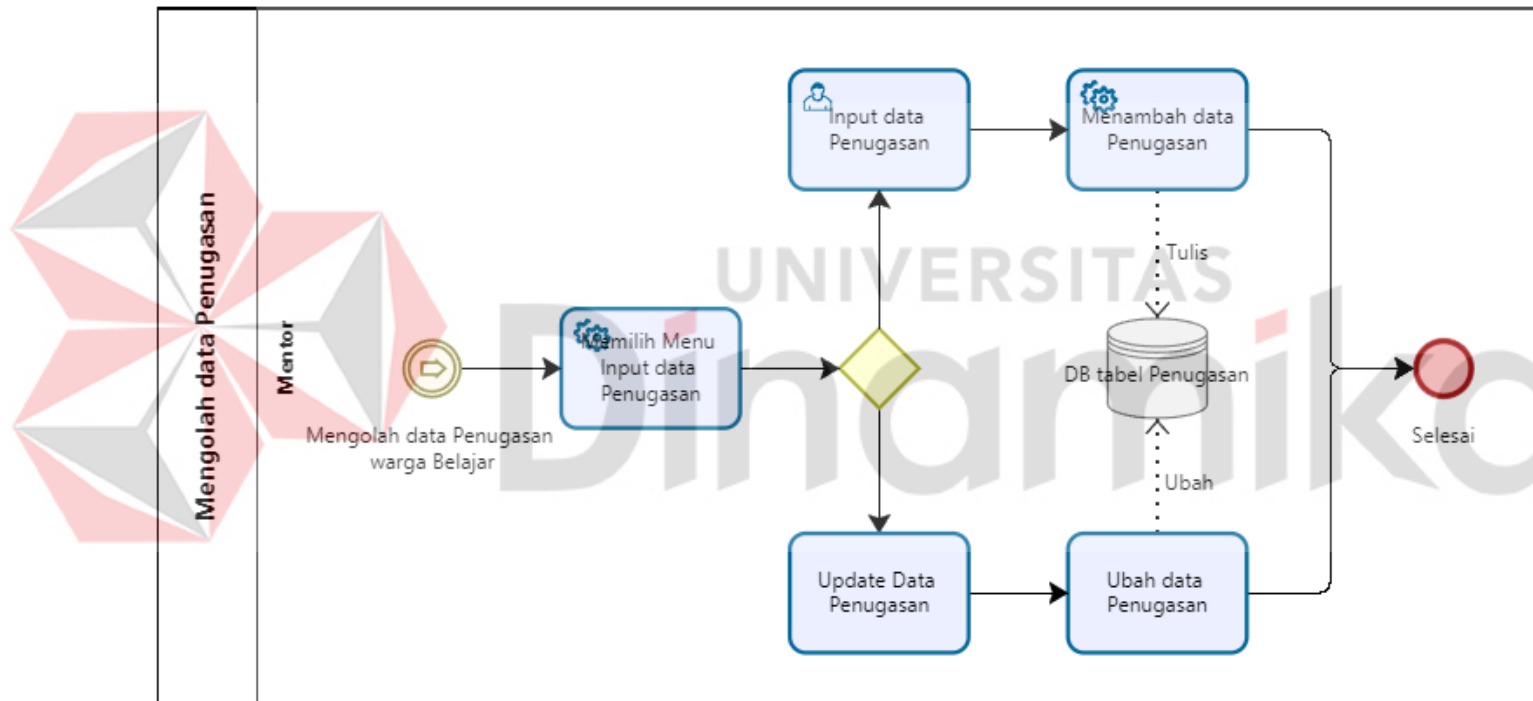 Mengolah data Penugasan
Mentor
Mengolah data Penugasan
warga Belajar
Memilih Menu
Input data
Penugasan
Input data
Penugasan
Menambah data
Penugasan
Tulis
DB tabel Penugasan
Ubah
Update Data
Penugasan
Ubah data
Penugasan
Selesai
UNIVERSITAS
Dinamika